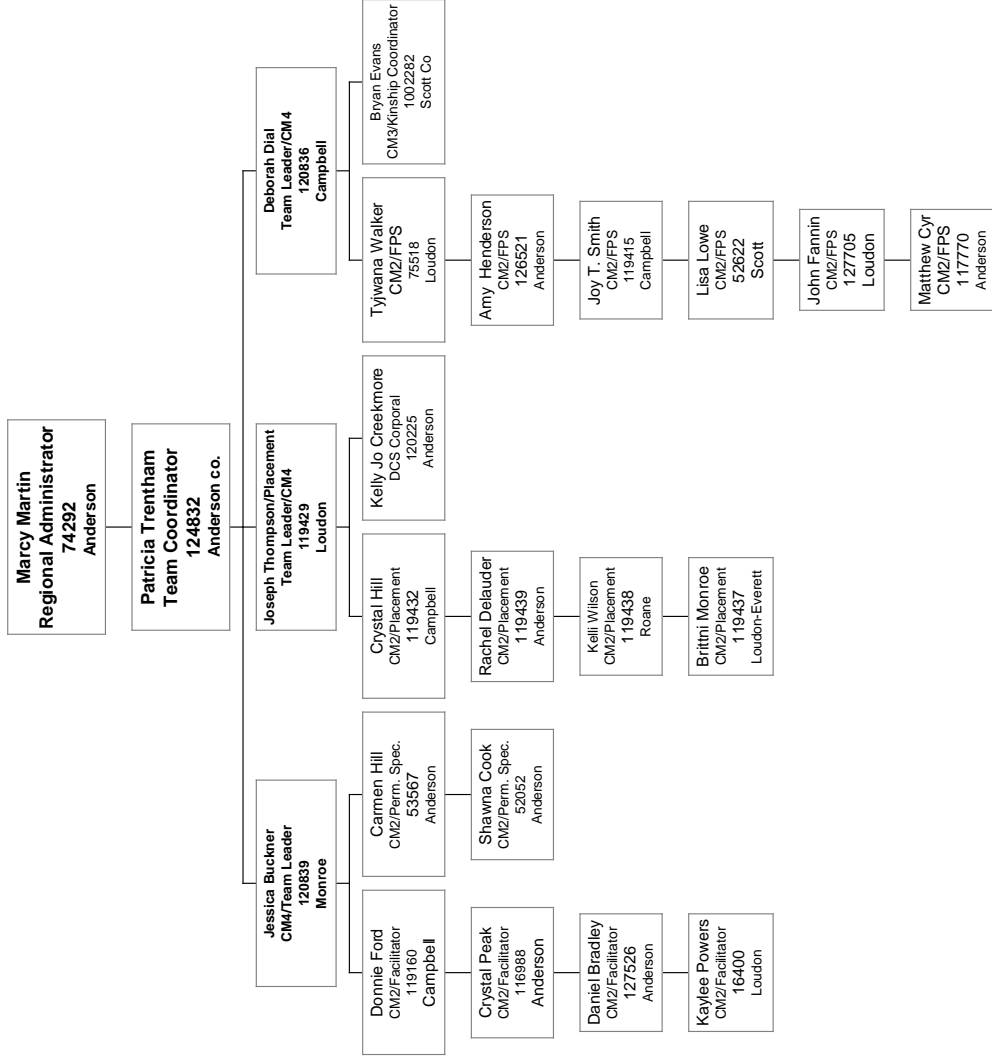 Marcy Martin
Regional Administrator
74292
Anderson
Patricia Trentham
Team Coordinator
124832
Anderson co.
Jessica Buckner
CM4/Team Leader
120839
Monroe
Joseph Thompson/Placement
Team Leader/CM4
119429
Loudon
Deborah Dial
Team Leader/CM4
120836
Campbell
Donnie Ford
CM2/Facilitator
119160
Campbell
Carmen Hill
CM2/Perm. Spec.
53567
Anderson
Crystal Hill
CM2/Placement
119432
Campbell
Kelly Jo Creekmore
DCS Corporal
120225
Anderson
Tyjwana Walker
CM2/FPS
75518
Loudon
Bryan Evans
CM3/Kinship Coordinator
1002282
Scott Co
Crystal Peak
CM2/Facilitator
116988
Anderson
Shawna Cook
CM2/Perm. Spec.
52052
Anderson
Rachel Delauder
CM2/Placement
119439
Anderson
Amy Henderson
CM2/FPS
126521
Anderson
Daniel Bradley
CM2/Facilitator
127526
Anderson
Kelli Wilson
CM2/Placement
119438
Roane
Joy T. Smith
CM2/FPS
119415
Campbell
Kaylee Powers
CM2/Facilitator
16400
Loudon
Brittni Monroe
CM2/Placement
119437
Loudon-Everett
Lisa Lowe
CM2/FPS
52622
Scott
John Fannin
CM2/FPS
127705
Loudon
Matthew Cyr
CM2/FPS
117770
Anderson